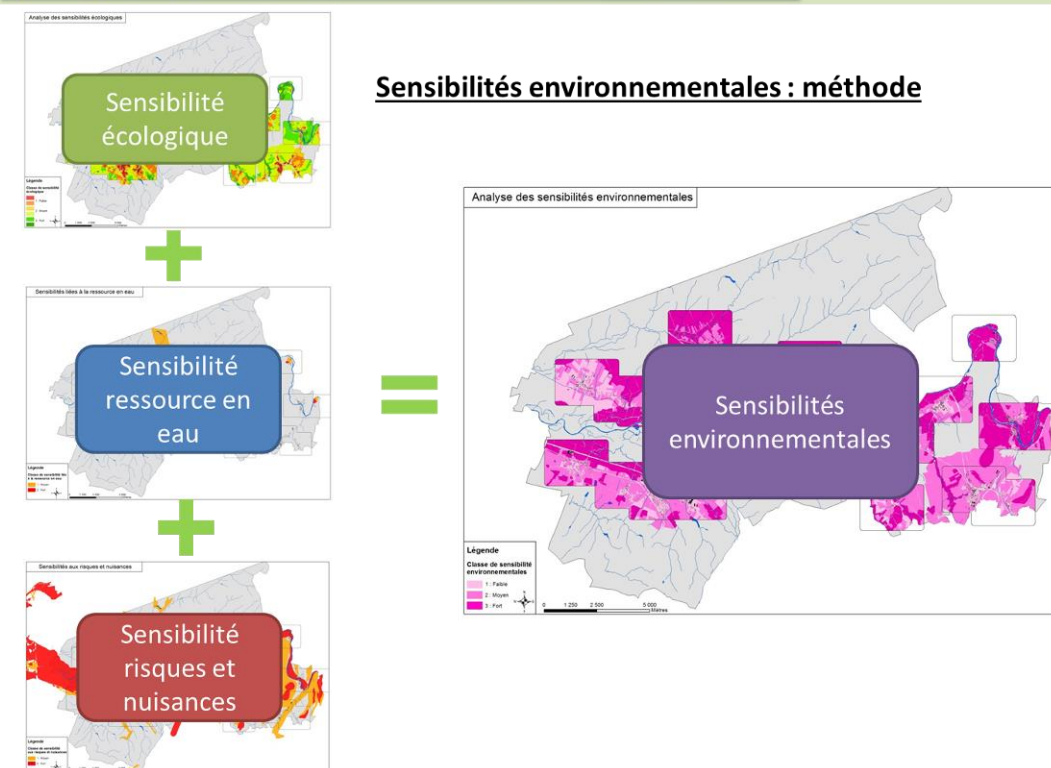 Analyse des sensibilités écologiques
Sensibilité
écologique
Légende
Sensibilités environnementales : méthode
Sensibilités liées à la ressource en eau
Sensibilité
ressource en
eau
Légende
Sensibilités aux risques et nuisances
Sensibilité
risques et
nuisances
Légende
Analyse des sensibilités environnementales
Sensibilités
environnementales
Légende
Classe de sensibilité
environnementales
1 : Faible
2 : Moyen
3 : Fort
0 1 250 2 500 5 000
Mètres